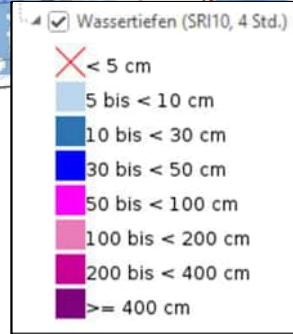 Wassertiefen (SRI10, 4 Std.)
< 5 cm
5 bis < 10 cm
10 bis < 30 cm
30 bis < 50 cm
50 bis < 100 cm
100 bis < 200 cm
200 bis < 400 cm
>= 400 cm